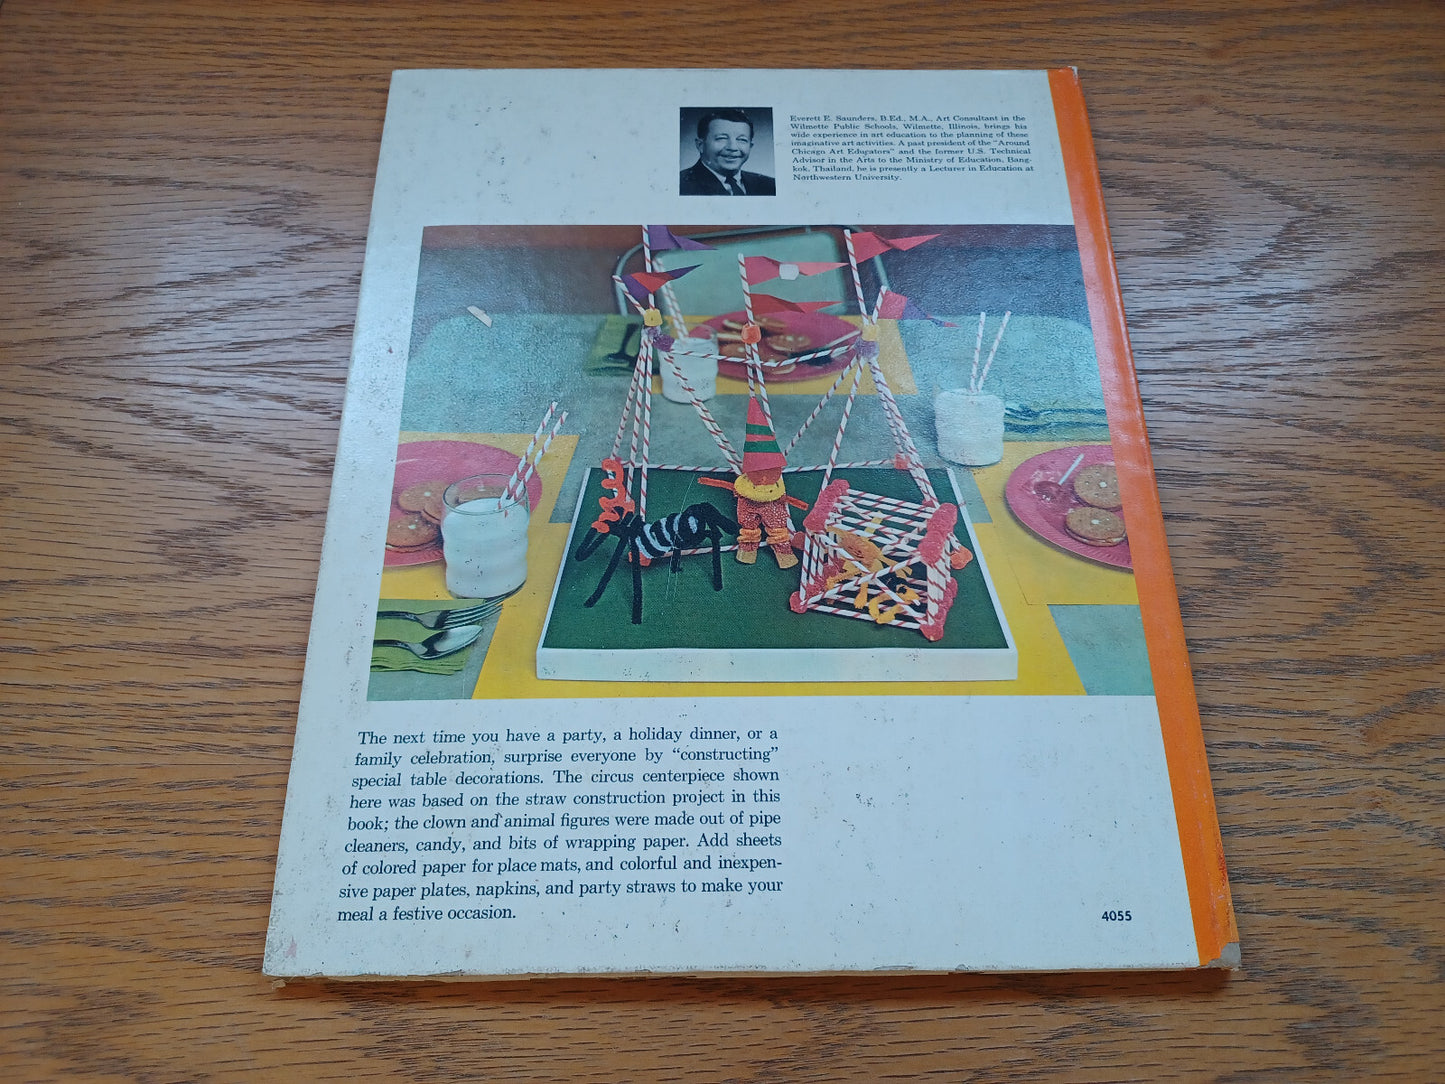 Everett E. Saunders, B.Ed., M.A., Art Consultant in the
Wilmette Public Schools, Wilmette, Illinois, brings his
wide experience in art education to the planning of these
imaginative art activities. A past president of the "Around
Chicago Art Educators" and the former U.S. Technical
Advisor in the Arts to the Ministry of Education, Bang-
kok, Thailand, he is presently a Lecturer in Education at
Northwestern University.
The next time you have a party, a holiday dinner, or a
family celebration, surprise everyone by "constructing"
special table decorations. The circus centerpiece shown
here was based on the straw construction project in this
book; the clown and animal figures were made out of pipe
cleaners, candy, and bits of wrapping paper. Add sheets
of colored paper for place mats, and colorful and inexpen-
sive paper plates, napkins, and party straws to make your
meal a festive occasion.
4055